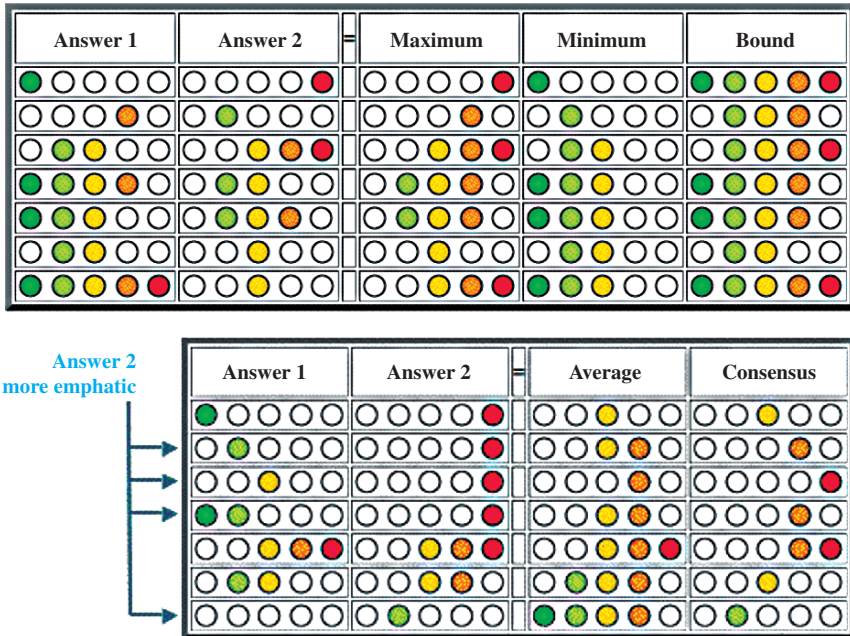 Answer 1 Answer 2 = Maximum Minimum Bound
Answer 2
more emphatic
Answer 1 Answer 2 = Average Consensus